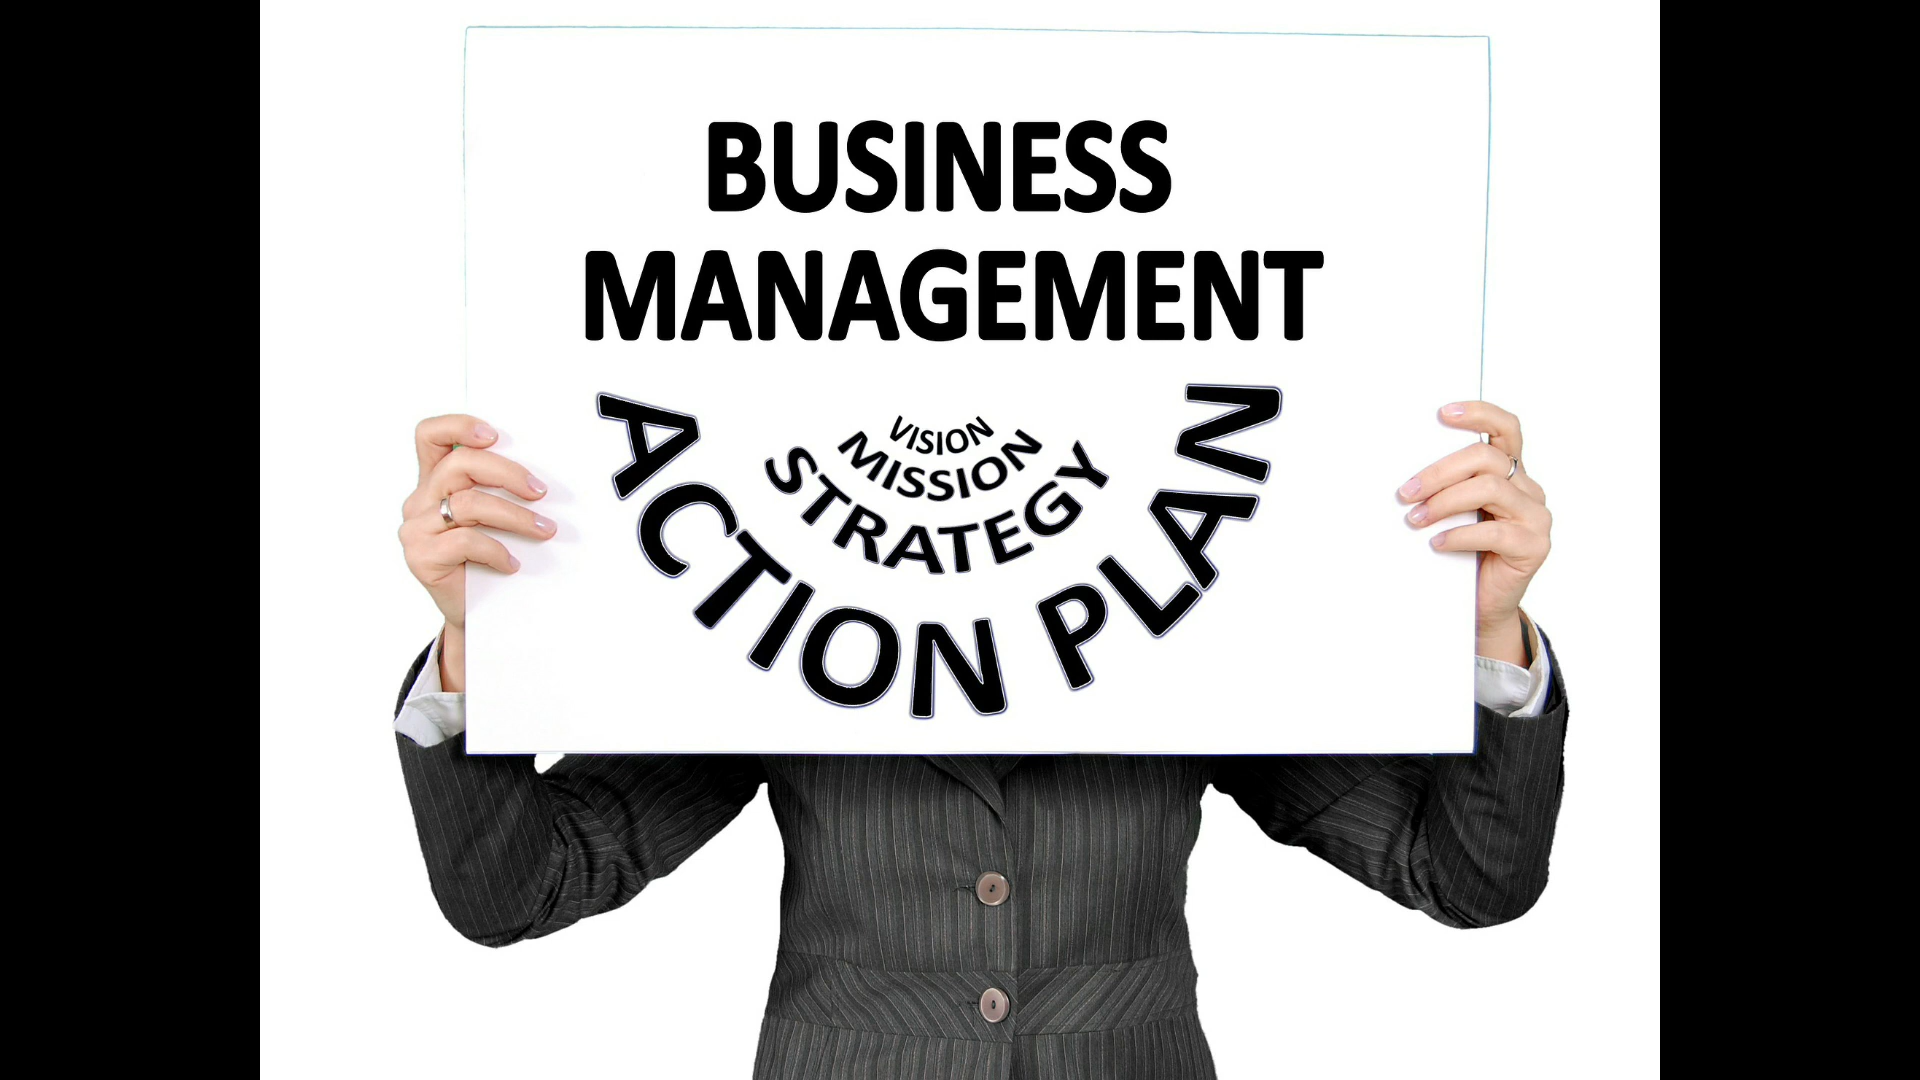 BUSINESS
MANAGEMENT
VISION
MISSION
STRATEGY
ACTION PLAN